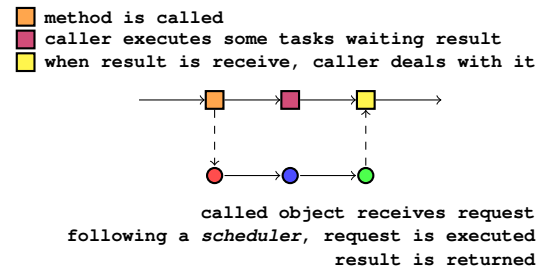 method is called
caller executes some tasks waiting result
when result is receive, caller deals with it
called object receives request
following a scheduler, request is executed
result is returned